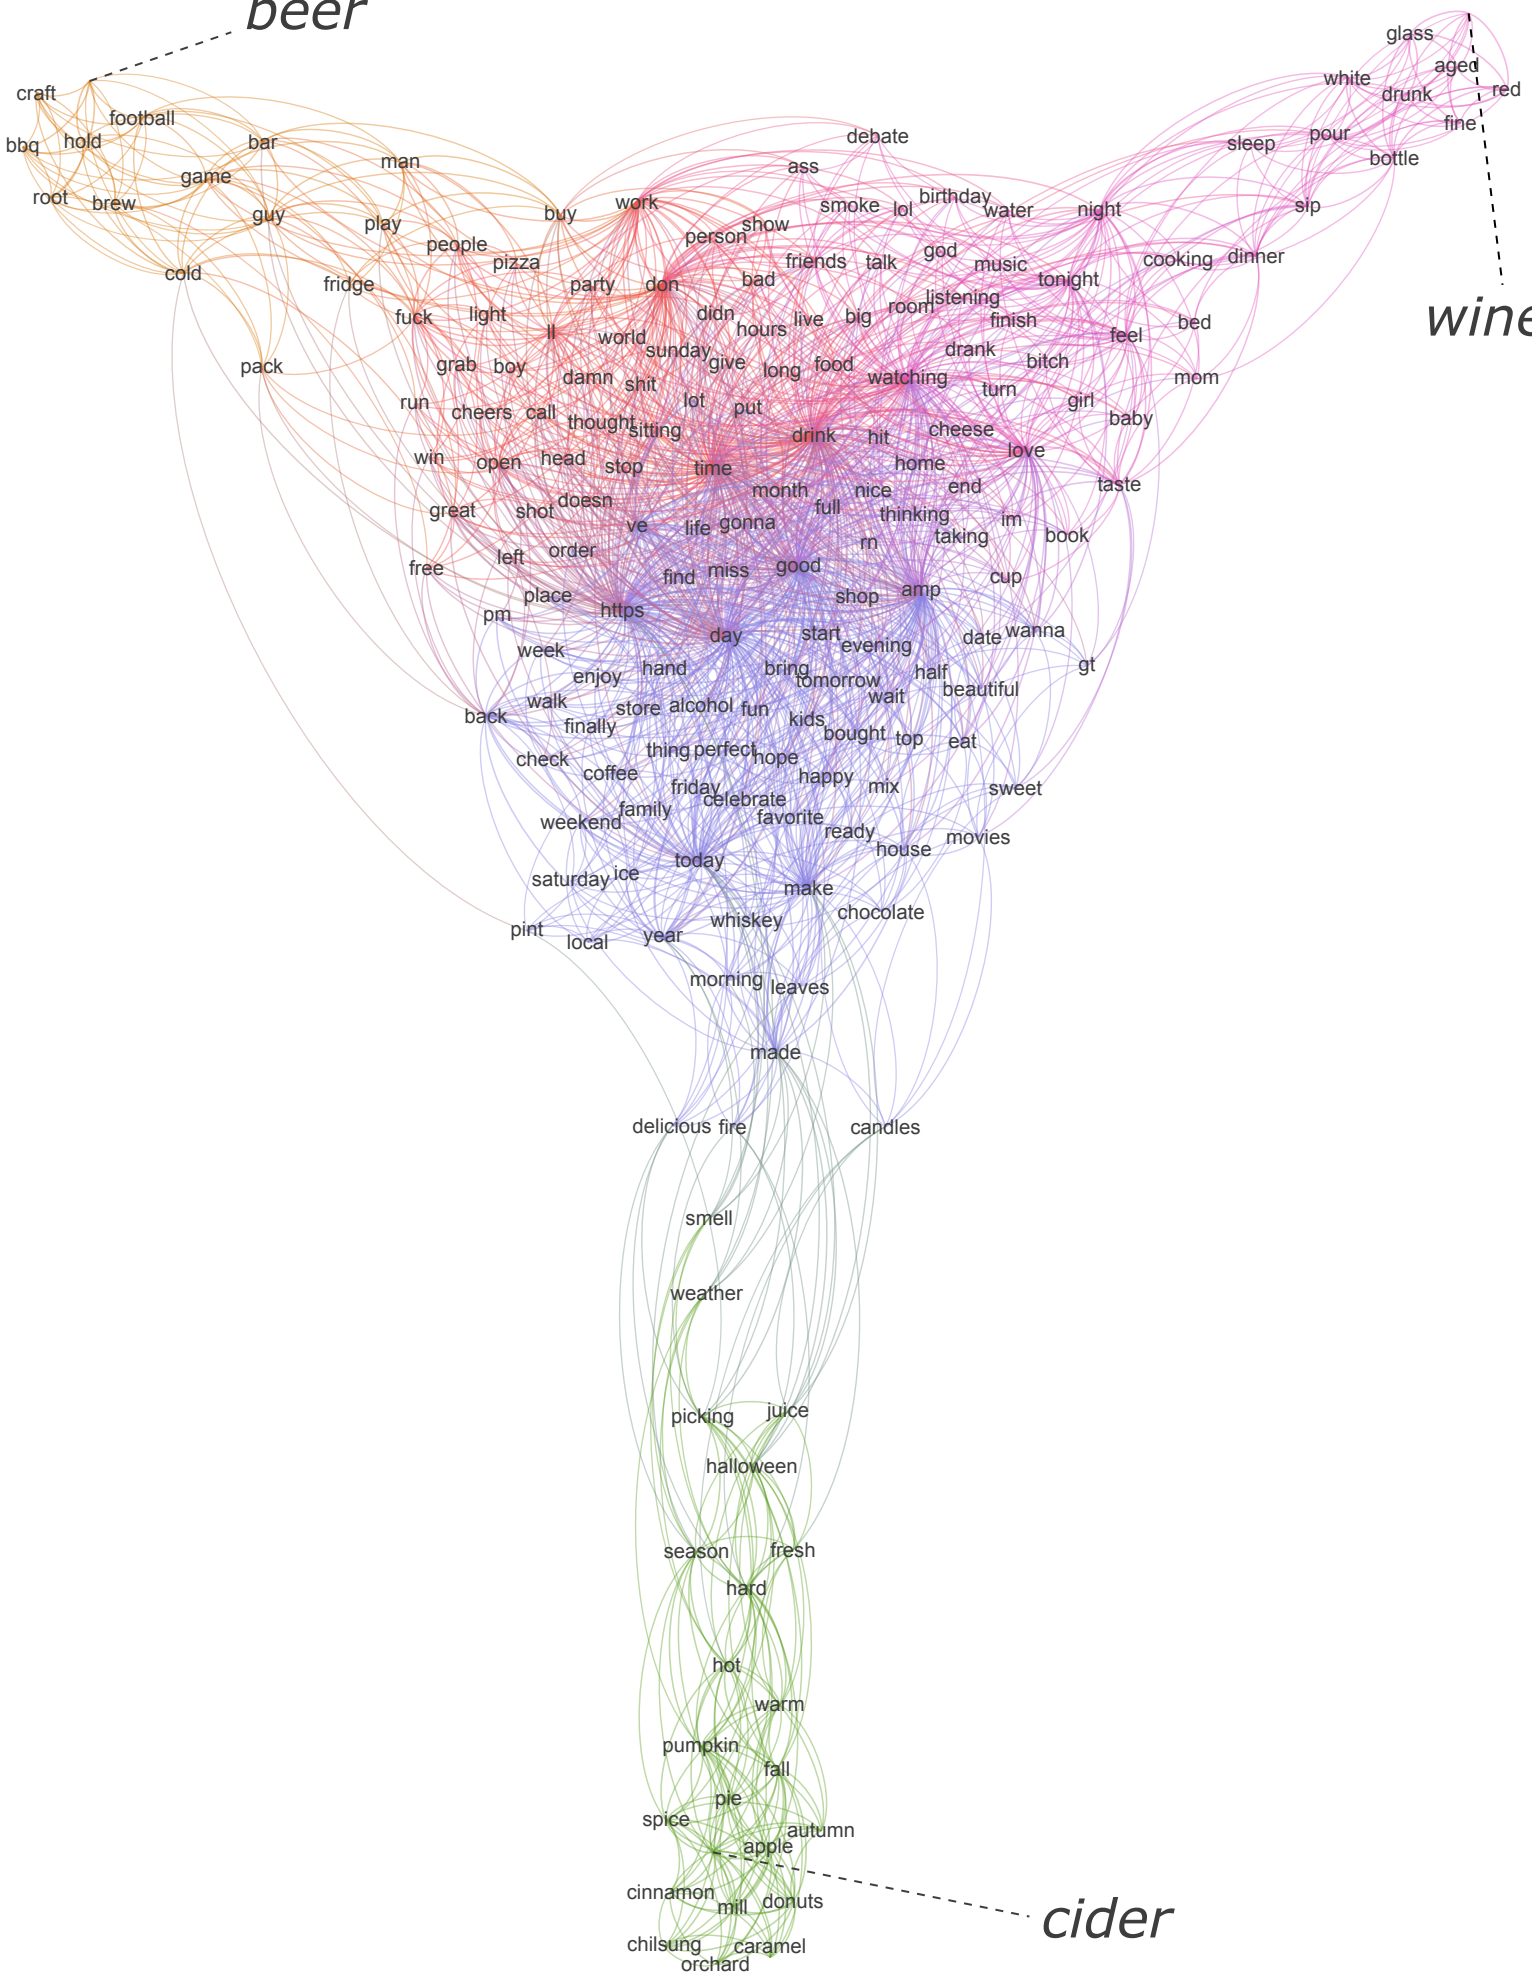 beer
glass
aged
white
drunk
red
craft
football
fine
bbq
hold
bar
debate
pour
sleep
bottle
man
ass
game
root
brew
work
smoke
lol
birthday
water
night
sip
guy
buy
play
show
person
people
pizza
friends
talk
god
music
cooking
dinner
cold
fridge
party
don
bad
tonight
room
listening
wine
fuck
light
didn
hours
live
big
finish
feel
bed
ll
world
sunday
give
long
food
drank
bitch
pack
grab
boy
damn
shit
watching
turn
mom
run
cheers
call
thought
sitting
lot
put
girl
baby
drink
hit
cheese
win
open
head
stop
time
home
love
month
nice
end
taste
great
shot
doesn
ve
life
gonna
full
thinking
im
rn
taking
book
free
left
order
find
miss
good
cup
amp
pm
place
https
shop
day
start
evening
date
wanna
week
enjoy
hand
bring
tomorrow
wait
half
beautiful
gt
back
walk
finally
store
alcohol
fun
kids
bought
top
eat
check
coffee
thing
perfect
hope
happy
mix
sweet
friday
celebrate
family
weekend
favorite
ready
house
movies
today
saturday
ice
make
chocolate
pint
local
year
whiskey
morning
leaves
made
delicious
fire
candles
smell
weather
picking
juice
halloween
season
fresh
hard
hot
warm
pumpkin
fall
pie
spice
autumn
apple
cinnamon
mill
donuts
cider
chilsung
caramel
orchard